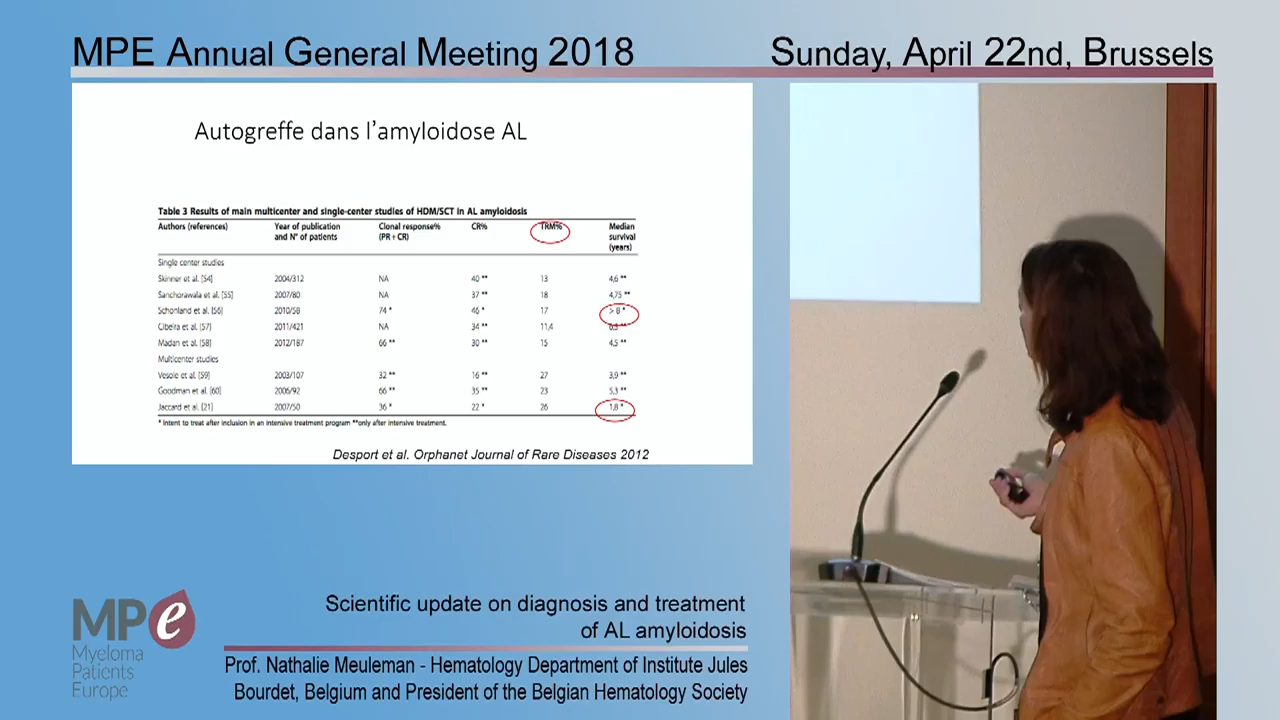 MPE Annual General Meeting 2018
Sunday, April 22nd, Brussels
Autogreffe dans l’amyloidose AL
Table 3 Results of main multicenter and single-center studies of HDM/SCT in AL amyloidosis
Authors (references) Year of publication and N° of patients Clonal response% (PR + CR) CR% TRM% Median survival (years)
Single center studies
Skinner et al. [54] 2004/312 NA 40 ** 13 4,6 **
Sanchorawala et al. [55] 2007/80 NA 37 ** 18 4,75 **
Schonland et al. [56] 2010/58 74 * 46 * 17 > 8 *
Cibeira et al. [57] 2011/421 NA 34 ** 11,4
Madan et al. [58] 2012/187 66 ** 30 ** 15 4,5 **
Multicenter studies
Vesole et al. [59] 2003/107 32 ** 16 ** 27 3,9 **
Goodman et al. [60] 2006/92 66 ** 35 ** 23 5,3 **
Jaccard et al. [21] 2007/50 36 * 22 * 26 1,8 *
* Intent to treat after inclusion in an intensive treatment program **only after intensive treatment.
Desport et al. Orphanet Journal of Rare Diseases 2012
MPe
Myeloma
Patients
Europe
Scientific update on diagnosis and treatment
of AL amyloidosis
Prof. Nathalie Meuleman - Hematology Department of Institute Jules
Bourdet, Belgium and President of the Belgian Hematology Society